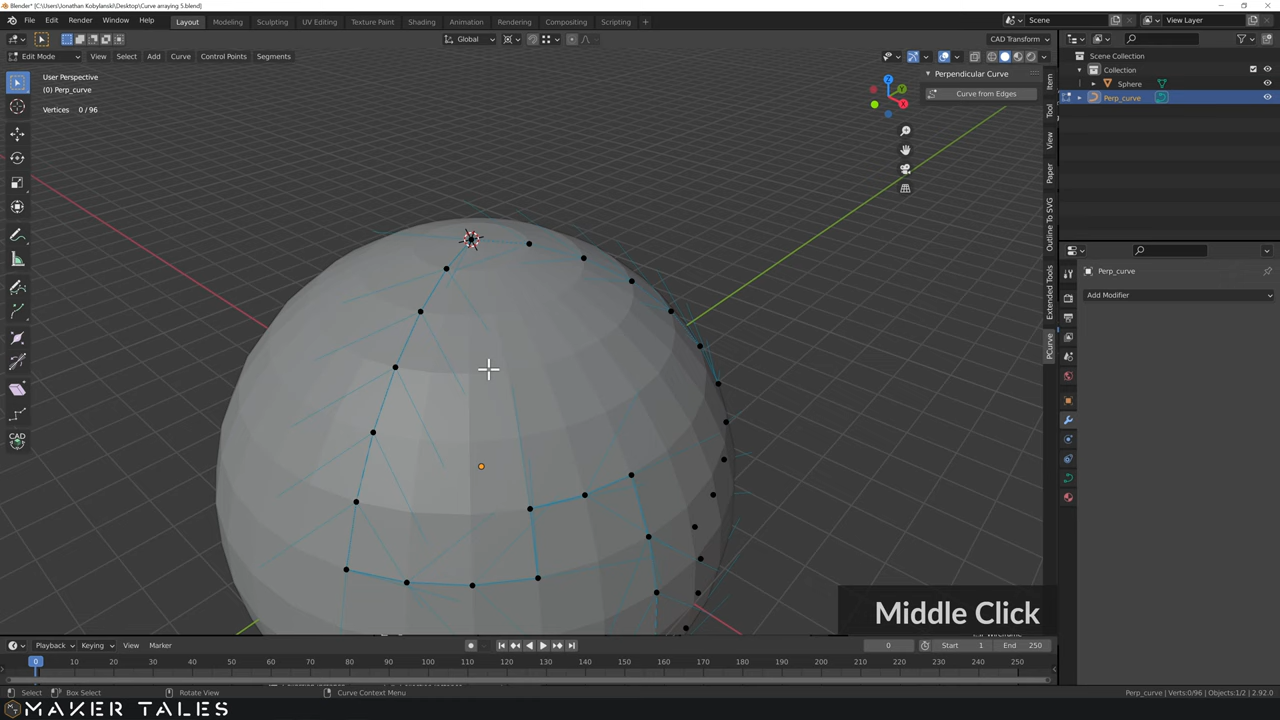 Blender* [C:\Users\Jonathan Kobylanski\Desktop\Curve arraying 5.blend]
File Edit Render Window Help Layout Modeling Sculpting UV Editing Texture Paint Shading Animation Rendering Compositing Scripting + Scene View Layer
Global CAD Transform
Edit Mode View Select Add Curve Control Points Segments
User Perspective
(0) Perp_curve
Vertices 0 / 96
Perpendicular Curve
Curve from Edges
Item
Tool
View
Paper
Outline To SVG
Extended Tools
PCurve
Z
Y
X
CAD
Scene Collection
Collection
Sphere
Perp_curve
Perp_curve
Add Modifier
Middle Click
Playback Keying View Marker 0 Start 1 End 250
0 10 20 30 40 50 60 70 80 90 100 110 120 130 140 150 160 170 180 190 200 210 220 230 240 250
Select Box Select Rotate View Curve Context Menu Perp_curve | Verts:0/96 | Objects:1/2 | 2.92.0
MAKER TALES